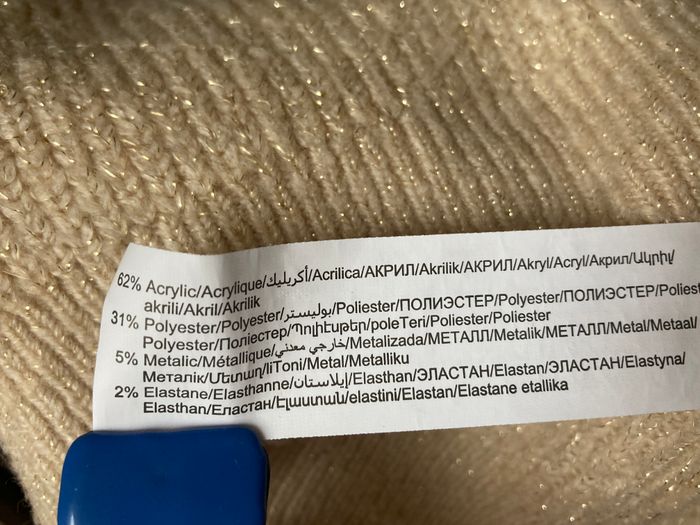 62% Acrylic/Acrylique/أكريليك/Acrilica/АКРИЛ/Akrilik/АКРИЛ/Akryl/Acryl/Акрил/Ակրիլ/
akrili/Akril/Akrilik
31% Polyester/Polyester/بوليستر/Poliester/ПОЛИЭСТЕР/Polyester/ПОЛИЭСТЕР/Poliest
Polyester/Поліестер/Պոլիէսթեր/poleTeri/Poliester/Poliester
5% Metalic/Métallique/خارجي معدني/Metalizada/МЕТАЛЛ/Metalik/МЕТАЛЛ/Metal/Metaal/
Металік/Մետաղ/liToni/Metal/Metalliku
2% Elastane/Elasthanne/إيلاستان/Elasthan/ЭЛАСТАН/Elastan/ЭЛАСТАН/Elastyna/
Elasthan/Еластан/Էլաստան/elastini/Elastan/Elastane etallika